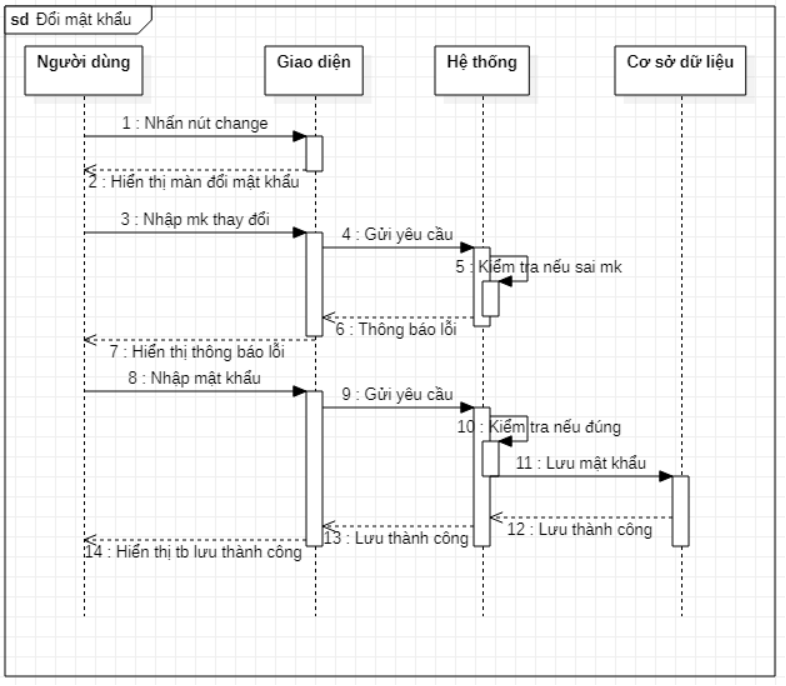 sd Đổi mật khẩu
Người dùng
Giao diện
Hệ thống
Cơ sở dữ liệu
1 : Nhấn nút change
2 : Hiển thị màn đổi mật khẩu
3 : Nhập mk thay đổi
4 : Gửi yêu cầu
5 : Kiểm tra nếu sai mk
6 : Thông báo lỗi
7 : Hiển thị thông báo lỗi
8 : Nhập mật khẩu
9 : Gửi yêu cầu
10 : Kiểm tra nếu đúng
11 : Lưu mật khẩu
12 : Lưu thành công
13 : Lưu thành công
14 : Hiển thị tb lưu thành công